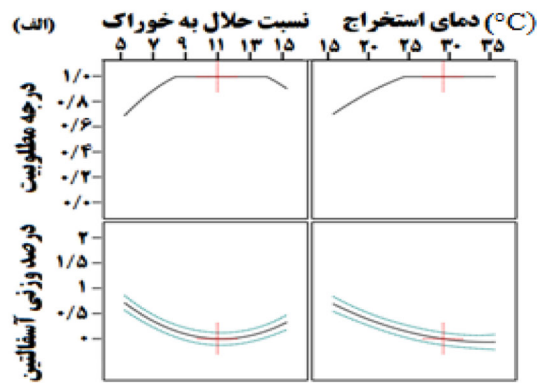 (الف) نسبت حلال به خوراک دمای استخراج (°C)
۵ ۷ ۹ ۱۱ ۱۳ ۱۵ ۱۵ ۲۰ ۲۵ ۳۰ ۳۵
درجه مطلوبیت
۱/۰
۰/۸
۰/۶
۰/۴
۰/۲
۰/۰
درصد وزنی آسفالتین
۲
۱/۵
۱
۰/۵
۰